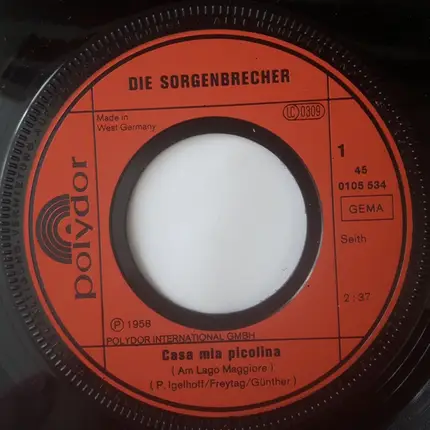 DIE SORGENBRECHER
Made in
West Germany
LC 0309
1
45
0105 534
GEMA
Seith
2:37
polydor
Ⓟ 1958
POLYDOR INTERNATIONAL GMBH
Casa mia picolina
( Am Lago Maggiore )
( P. Igelhoff/Freytag/Günther )